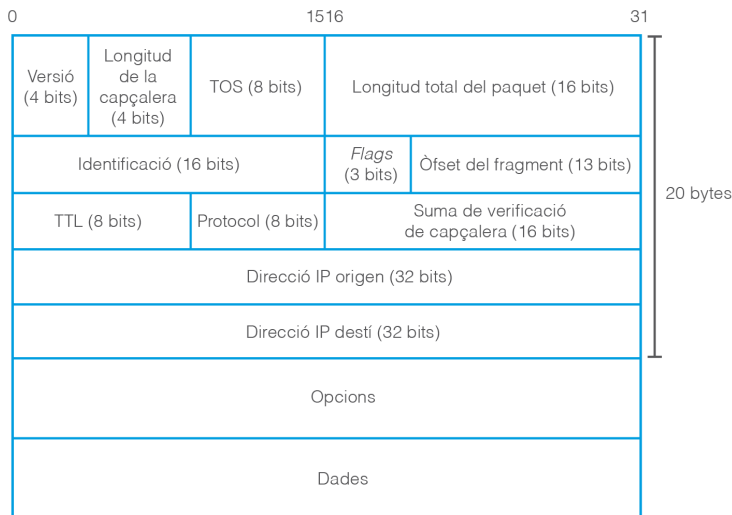 0 1516 31
Versió
(4 bits)
Longitud
de la
capçalera
(4 bits)
TOS (8 bits)
Longitud total del paquet (16 bits)
Identificació (16 bits)
Flags
(3 bits)
Òfset del fragment (13 bits)
TTL (8 bits)
Protocol (8 bits)
Suma de verificació
de capçalera (16 bits)
20 bytes
Direcció IP origen (32 bits)
Direcció IP destí (32 bits)
Opcions
Dades